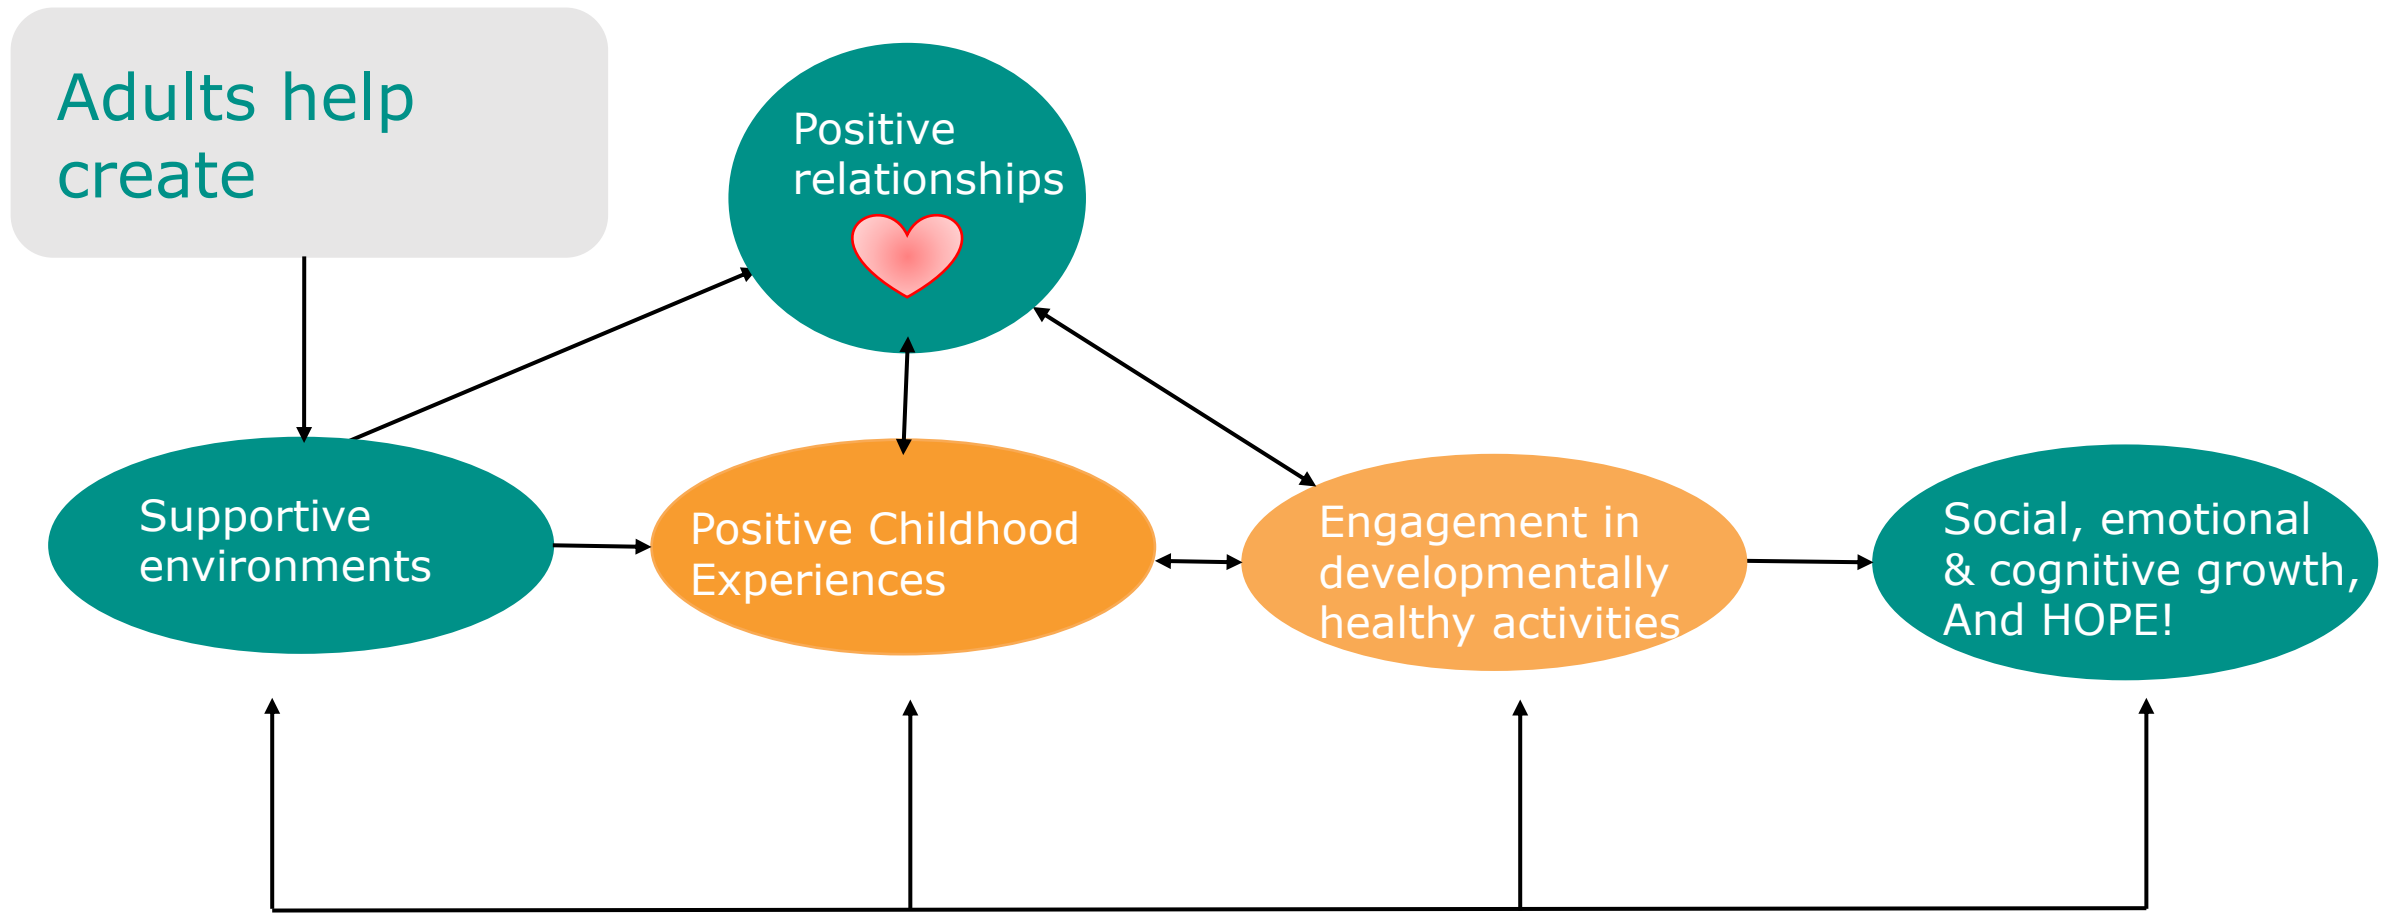 Adults help
create
Positive
relationships
Supportive
environments
Positive Childhood
Experiences
Engagement in
developmentally
healthy activities
Social, emotional
& cognitive growth,
And HOPE!